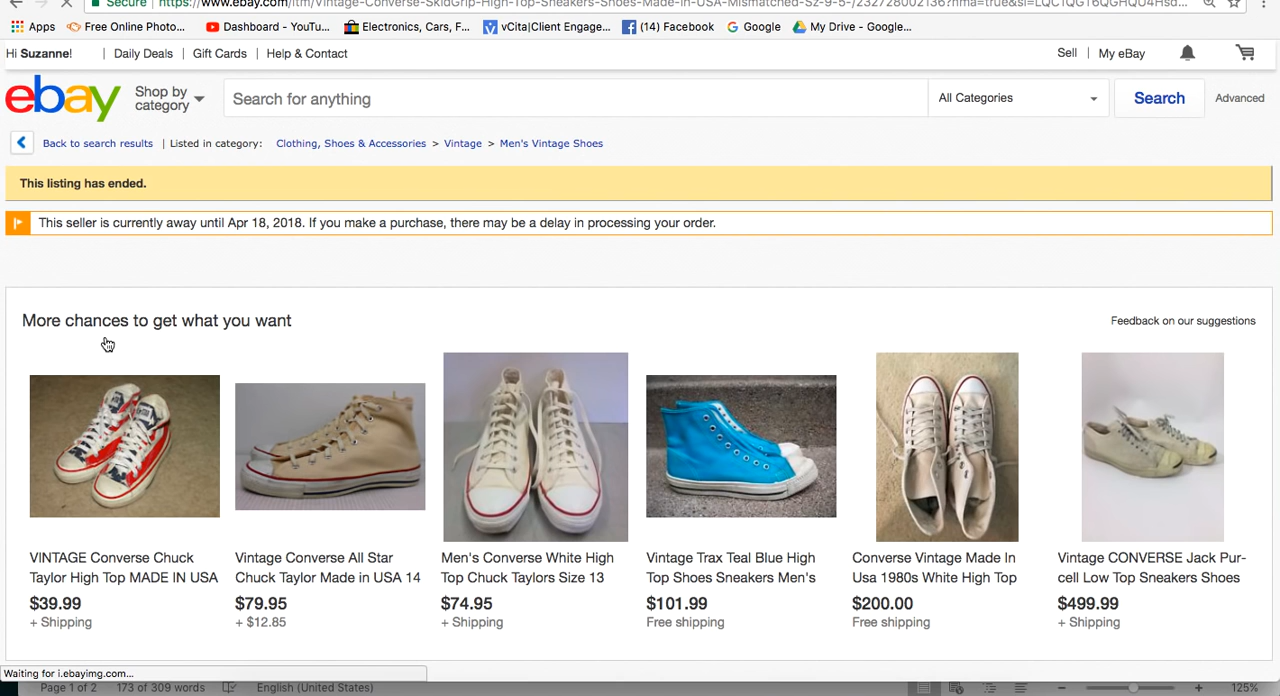 Secure | https://www.ebay.com/itm/Vintage-Converse-SkidGrip-High-Top-Sneakers-Shoes-Made-in-USA-Mismatched-Sz-9-5-/232728002136?nma=true&si=LQC1QGT6QGHQU4Hsd...
Apps Free Online Photo... Dashboard - YouTu... Electronics, Cars, F... vCita|Client Engage... (14) Facebook Google My Drive - Google...
Hi Suzanne! | Daily Deals | Gift Cards | Help & Contact Sell | My eBay
ebay Shop by category Search for anything All Categories Search Advanced
Back to search results | Listed in category: Clothing, Shoes & Accessories > Vintage > Men's Vintage Shoes
This listing has ended.
This seller is currently away until Apr 18, 2018. If you make a purchase, there may be a delay in processing your order.
More chances to get what you want Feedback on our suggestions
VINTAGE Converse Chuck Vintage Converse All Star Men's Converse White High Vintage Trax Teal Blue High Converse Vintage Made In Vintage CONVERSE Jack Pur-
Taylor High Top MADE IN USA Chuck Taylor Made in USA 14 Top Chuck Taylors Size 13 Top Shoes Sneakers Men's Usa 1980s White High Top cell Low Top Sneakers Shoes
$39.99 $79.95 $74.95 $101.99 $200.00 $499.99
+ Shipping + $12.85 + Shipping Free shipping Free shipping + Shipping
Waiting for i.ebayimg.com...
Page 1 of 2 173 of 309 words English (United States) 125%